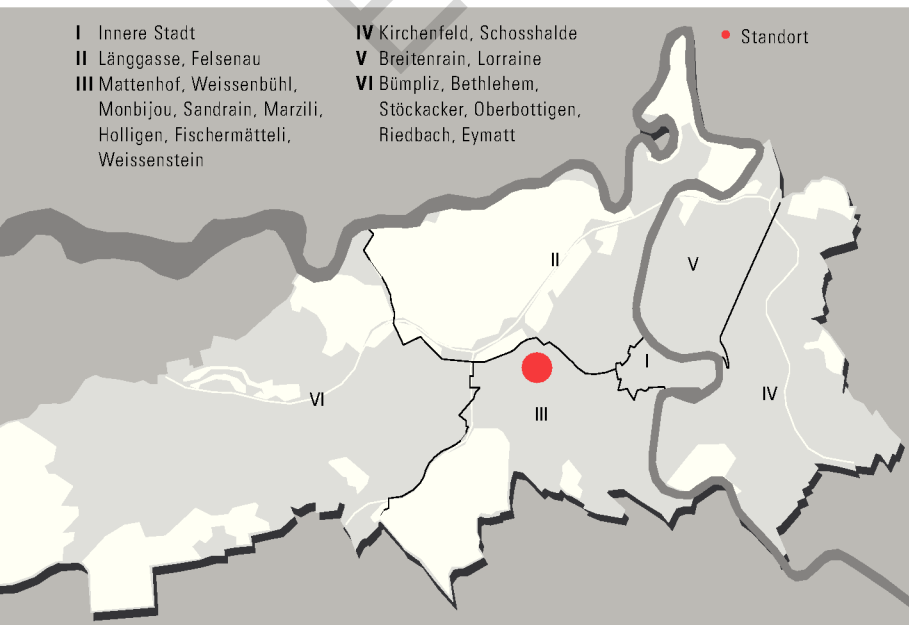 I Innere Stadt
II Länggasse, Felsenau
III Mattenhof, Weissenbühl,
Monbijou, Sandrain, Marzili,
Holligen, Fischermätteli,
Weissenstein
IV Kirchenfeld, Schosshalde
V Breitenrain, Lorraine
VI Bümpliz, Bethlehem,
Stöckacker, Oberbottigen,
Riedbach, Eymatt
Standort
II
V
I
VI
IV
III